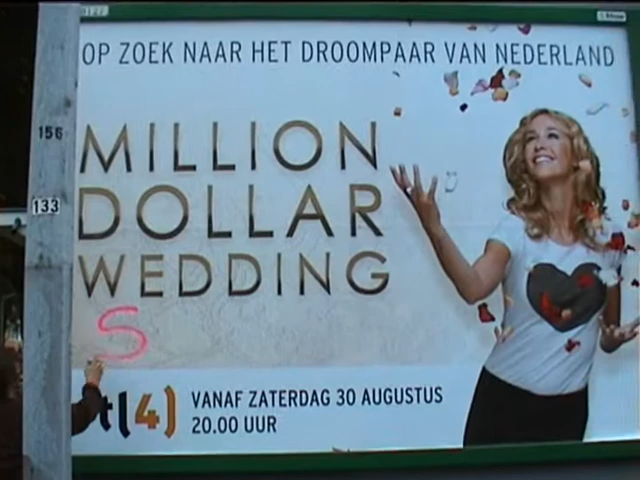 OP ZOEK NAAR HET DROOMPAAR VAN NEDERLAND
156
133
MILLION
DOLLAR
WEDDING
S
t(4)
VANAF ZATERDAG 30 AUGUSTUS
20.00 UUR